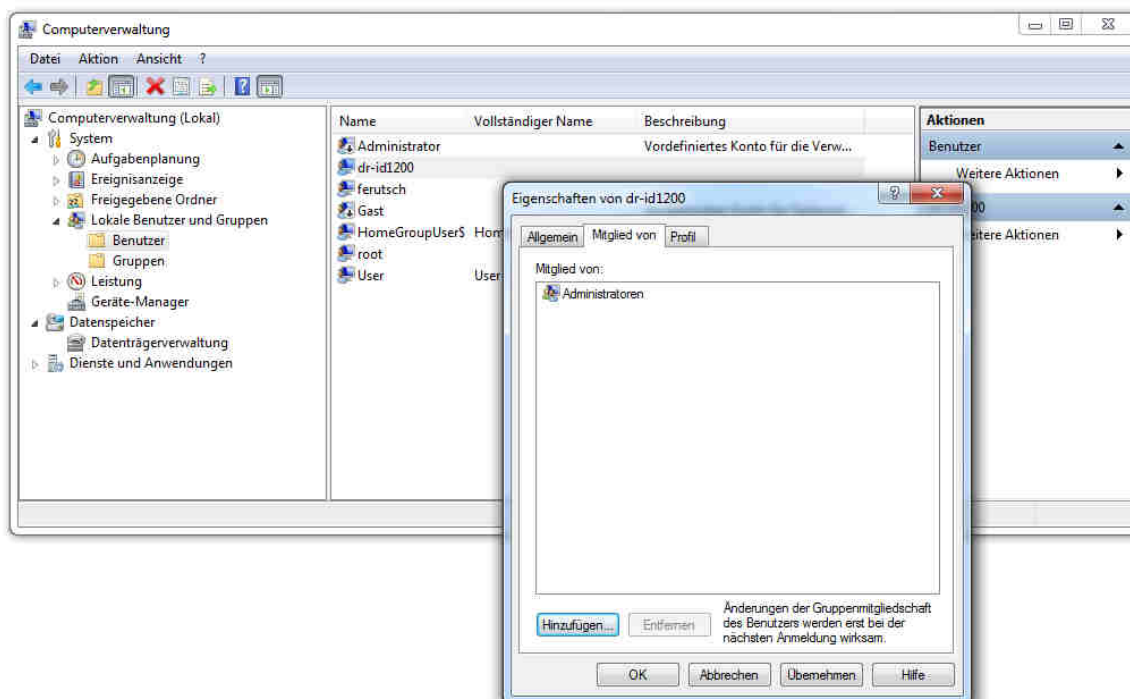 Computerverwaltung
Datei Aktion Ansicht ?
Computerverwaltung (Lokal)
System
Aufgabenplanung
Ereignisanzeige
Freigegebene Ordner
Lokale Benutzer und Gruppen
Benutzer
Gruppen
Leistung
Geräte-Manager
Datenspeicher
Datenträgerverwaltung
Dienste und Anwendungen
Name Vollständiger Name Beschreibung
Administrator Vordefiniertes Konto für die Verw...
dr-id1200
ferutsch
Gast
HomeGroupUser$ Hom
root
User User
Aktionen
Benutzer
Weitere Aktionen
00
eitere Aktionen
Eigenschaften von dr-id1200
Allgemein Mitglied von Profil
Mitglied von:
Administratoren
Hinzufügen... Entfernen
Änderungen der Gruppenmitgliedschaft
des Benutzers werden erst bei der
nächsten Anmeldung wirksam.
OK Abbrechen Übernehmen Hilfe